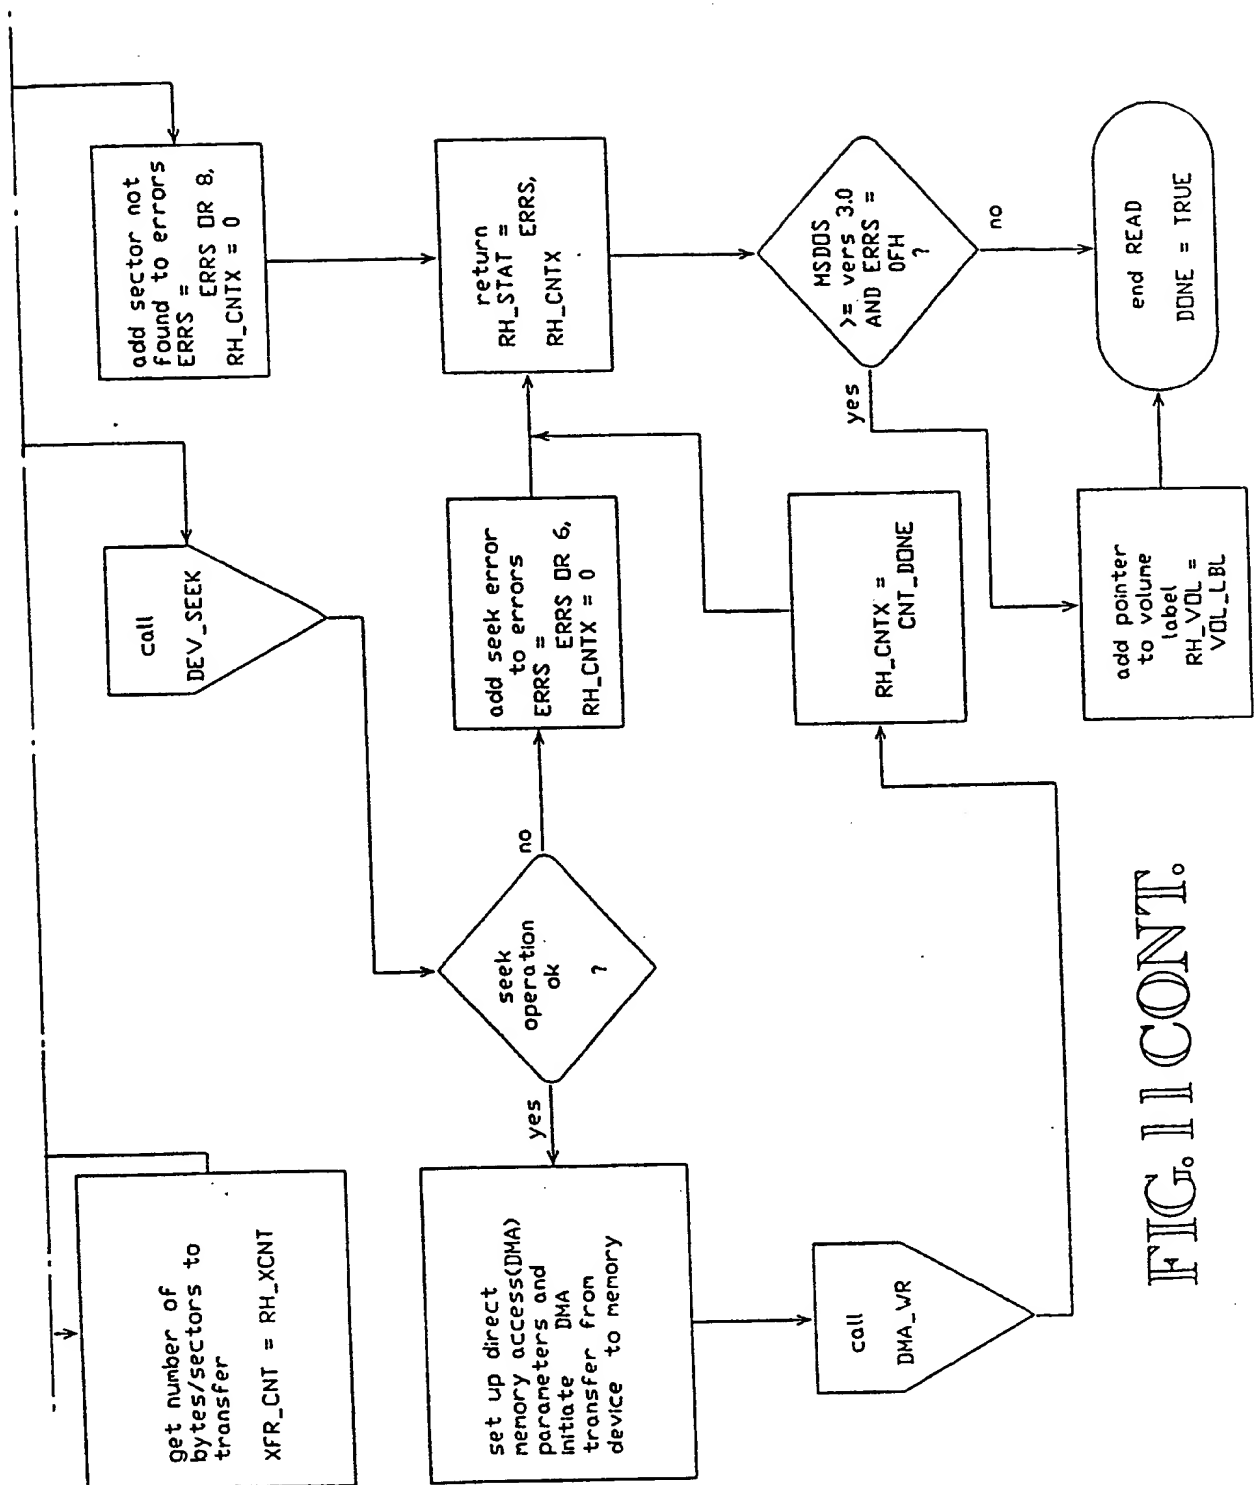 get number of
bytes/sectors to
transfer
XFR_CNT = RH_XCNT
call
DEV_SEEK
add sector not
found to errors
ERRS =
ERRS OR 8,
RH_CNTX = 0
set up direct
memory access(DMA)
parameters and
initiate DMA
transfer from
device to memory
yes
seek
operation
ok
?
no
add seek error
to errors
ERRS =
ERRS OR 6,
RH_CNTX = 0
return
RH_STAT =
ERRS,
RH_CNTX
call
DMA_WR
RH_CNTX =
CNT_DONE
yes
MSDOS
>= vers 3.0
AND ERRS =
0FH
?
no
add pointer
to volume
label
RH_VOL =
VOL_LBL
end READ
DONE = TRUE
FIG. 11 CONT.